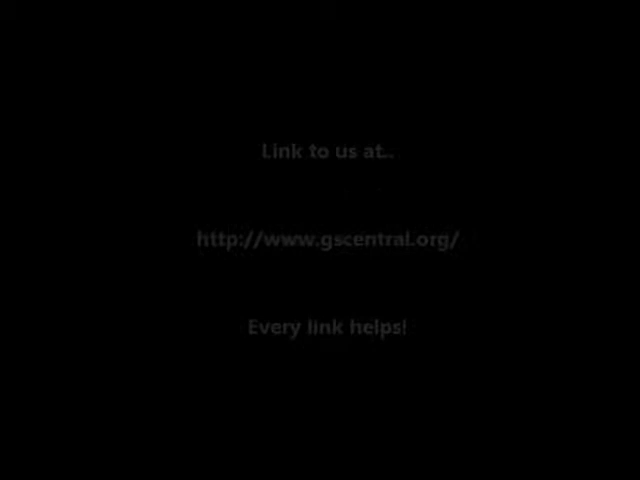 Link to us at..
http://www.gscentral.org/
Every link helps!